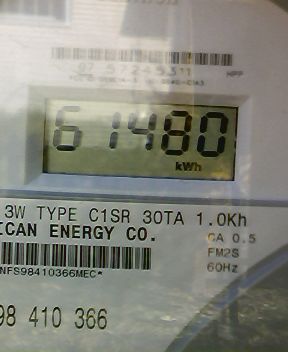 61480
kWh
3W TYPE C1SR 30TA 1.0Kh
ICAN ENERGY CO.
CA 0.5
FM2S
60Hz
NFS98410366MEC*
98 410 366